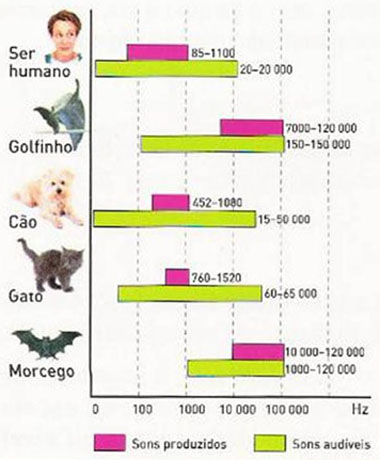 Ser
humano
85-1100
20-20 000
Golfinho
7000-120 000
150-150 000
Cão
452-1080
15-50 000
Gato
760-1520
60-65 000
Morcego
10 000-120 000
1000-120 000
0 100 1000 10 000 100 000 Hz
Sons produzidos Sons audíveis